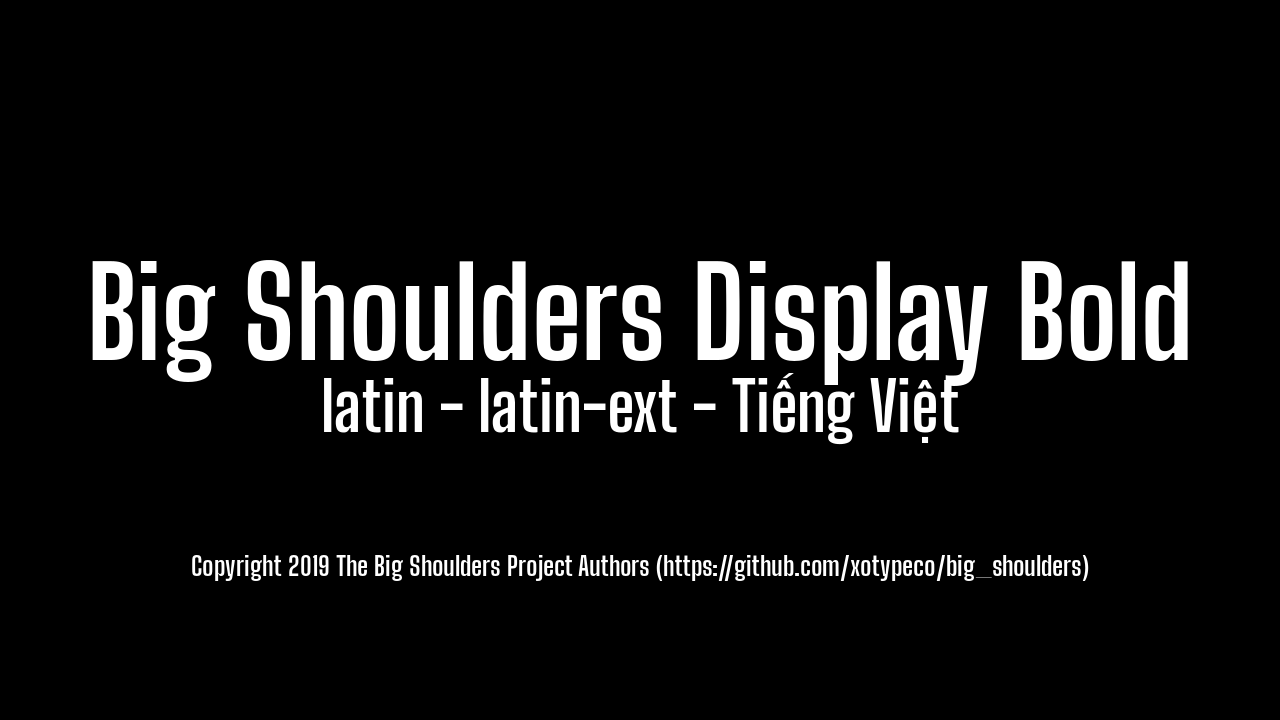 Big Shoulders Display Bold
latin - latin-ext - Tiếng Việt
Copyright 2019 The Big Shoulders Project Authors (https://github.com/xotypeco/big_shoulders)